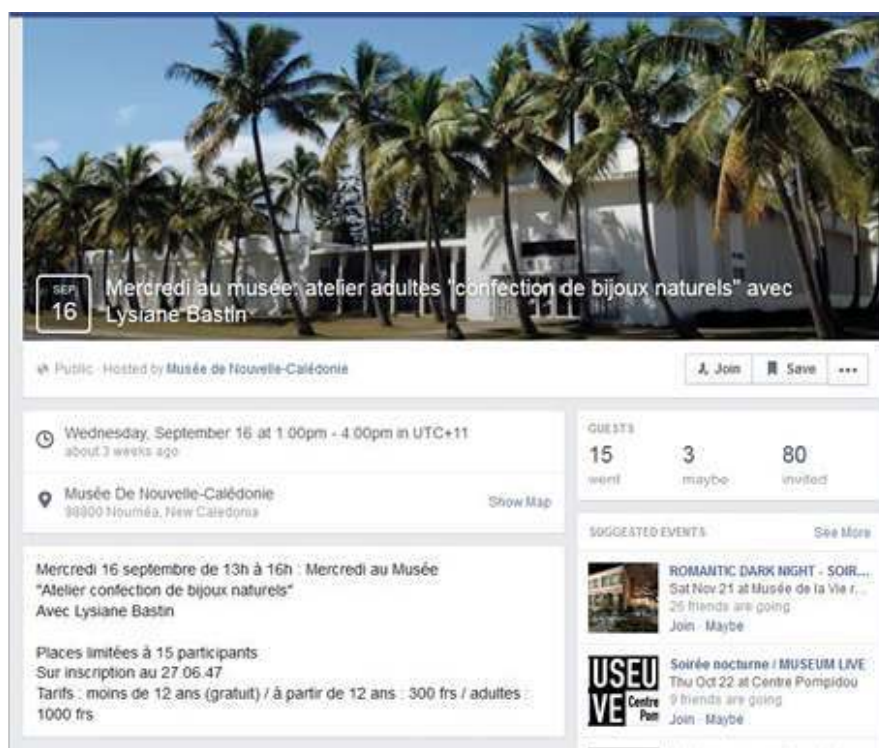 SEP
16
Mercredi au musée: atelier adultes "confection de bijoux naturels" avec
Lysiane Bastin
Public · Hosted by Musée de Nouvelle-Calédonie
Join
Save
Wednesday, September 16 at 1:00pm - 4:00pm in UTC+11
about 3 weeks ago
Musée De Nouvelle-Calédonie
98800 Nouméa, New Caledonia
Show Map
Mercredi 16 septembre de 13h à 16h : Mercredi au Musée
"Atelier confection de bijoux naturels"
Avec Lysiane Bastin
Places limitées à 15 participants
Sur inscription au 27.06.47
Tarifs : moins de 12 ans (gratuit) / à partir de 12 ans : 300 frs / adultes :
1000 frs
GUESTS
15
went
3
maybe
80
invited
SUGGESTED EVENTS
See More
ROMANTIC DARK NIGHT - SOIR...
Sat Nov 21 at Musée de la Vie r...
26 friends are going
Join · Maybe
USEU
VE
Centre
Pom
Soirée nocturne / MUSEUM LIVE
Thu Oct 22 at Centre Pompidou
9 friends are going
Join · Maybe